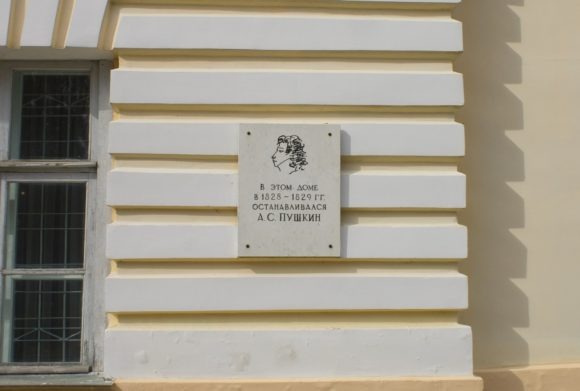 В ЭТОМ ДОМЕ
В 1828 - 1829 ГГ.
ОСТАНАВЛИВАЛСЯ
А.С. ПУШКИН